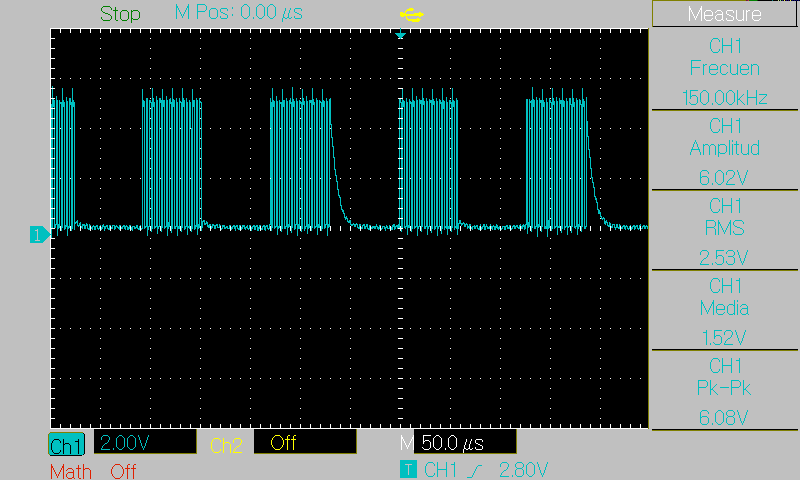 Stop M Pos: 0.00 µs Measure
CH1
Frecuen
150.00kHz
CH1
Amplitud
6.02V
CH1
RMS
2.53V
CH1
Media
1.52V
CH1
Pk-Pk
6.08V
1
Ch1 2.00V Ch2 Off M 50.0 µs
Math Off T CH1 2.80V